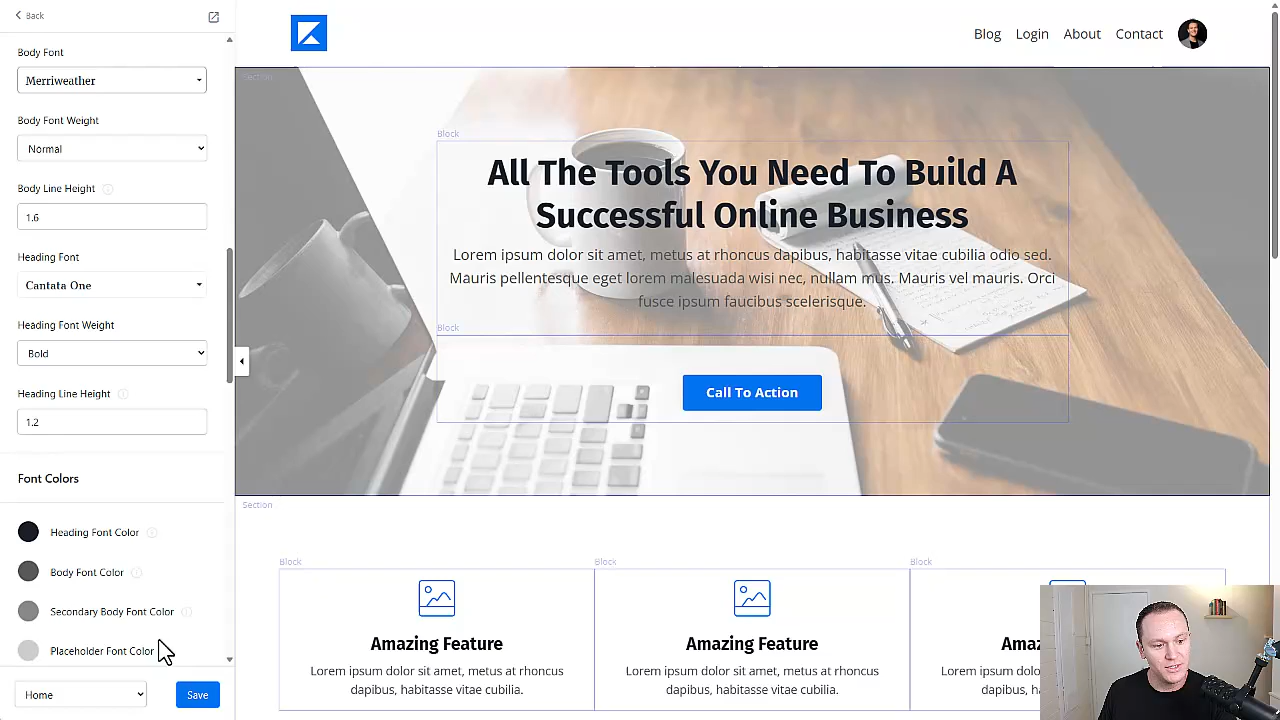 Back
Body Font
Merriweather
Body Font Weight
Normal
Body Line Height
1.6
Heading Font
Cantata One
Heading Font Weight
Bold
Heading Line Height
1.2
Font Colors
Heading Font Color
Body Font Color
Secondary Body Font Color
Placeholder Font Color
Home
Save
Blog Login About Contact
Section
Block
All The Tools You Need To Build A
Successful Online Business
Lorem ipsum dolor sit amet, metus at rhoncus dapibus, habitasse vitae cubilia odio sed.
Mauris pellentesque eget lorem malesuada wisi nec, nullam mus. Mauris vel mauris. Orci
fusce ipsum faucibus scelerisque.
Block
Call To Action
Section
Block
Amazing Feature
Lorem ipsum dolor sit amet, metus at rhoncus
dapibus, habitasse vitae cubilia.
Block
Amazing Feature
Lorem ipsum dolor sit amet, metus at rhoncus
dapibus, habitasse vitae cubilia.
Block
Lorem ipsum